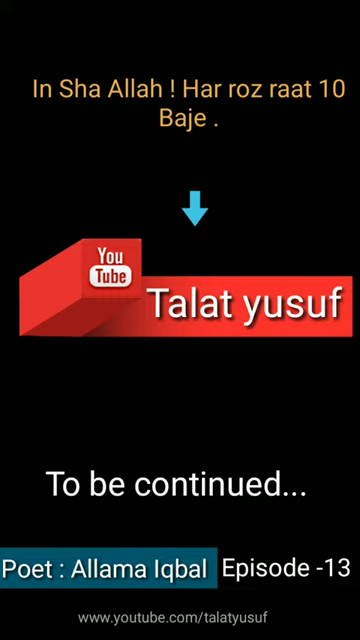 In Sha Allah ! Har roz raat 10
Baje .
You
Tube
Talat yusuf
To be continued...
Poet : Allama Iqbal Episode -13
www.youtube.com/talatyusuf